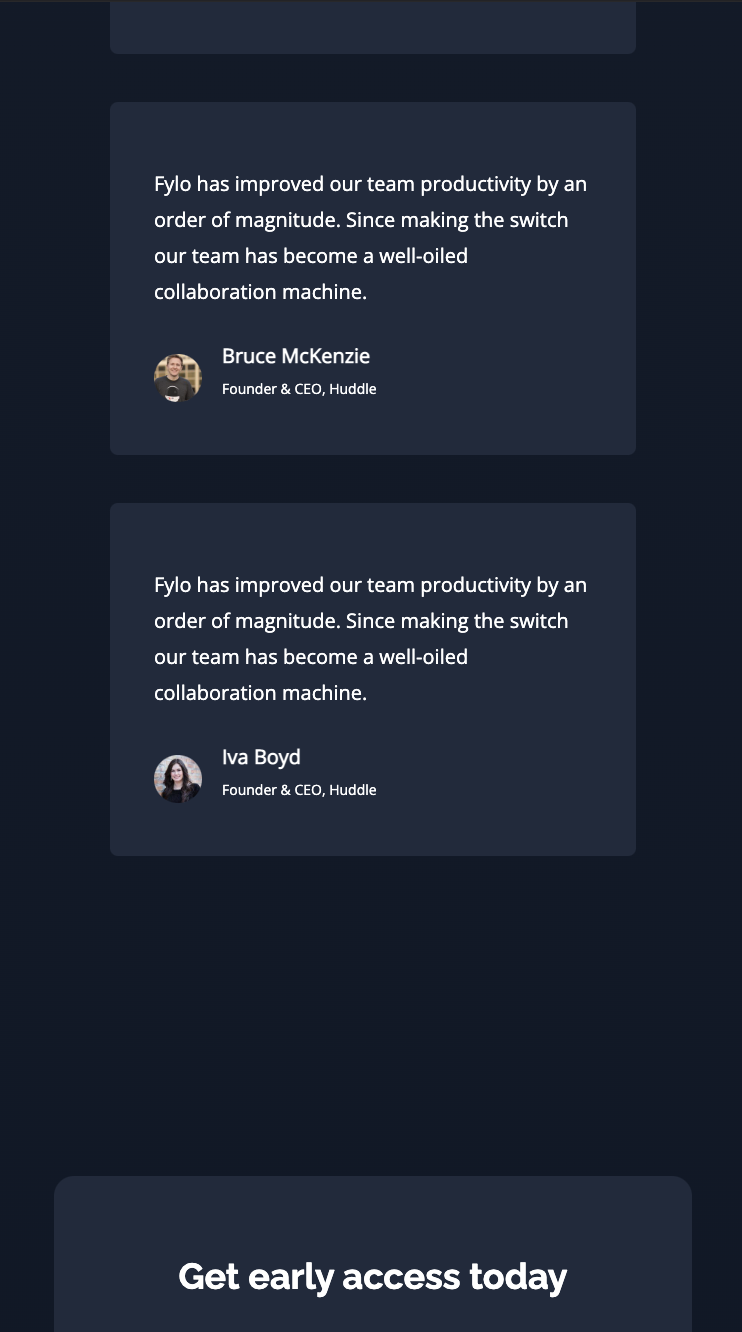 Fylo has improved our team productivity by an
order of magnitude. Since making the switch
our team has become a well-oiled
collaboration machine.
Bruce McKenzie
Founder & CEO, Huddle
Fylo has improved our team productivity by an
order of magnitude. Since making the switch
our team has become a well-oiled
collaboration machine.
Iva Boyd
Founder & CEO, Huddle
Get early access today